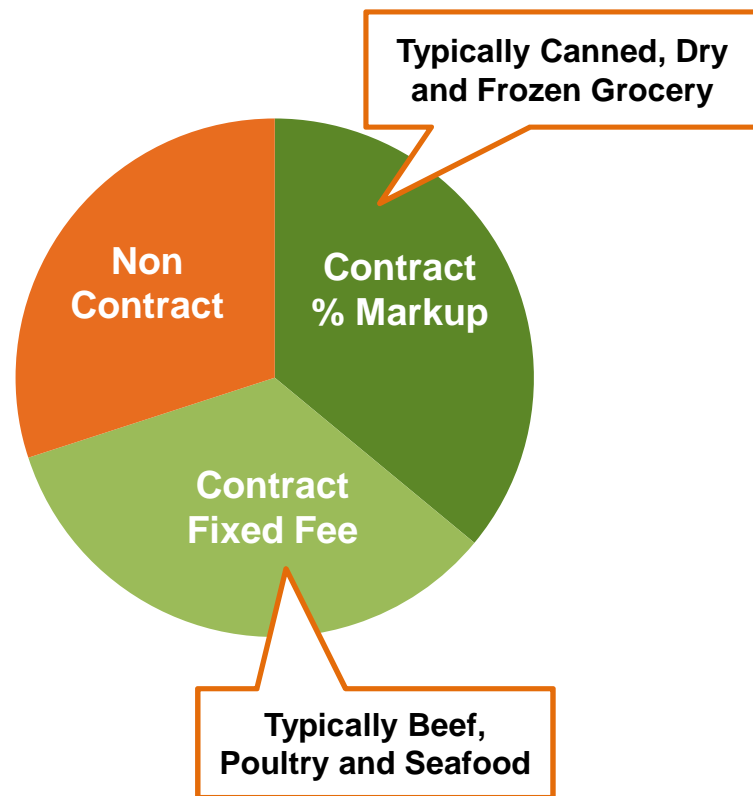 Typically Canned, Dry
and Frozen Grocery
Non
Contract
Contract
% Markup
Contract
Fixed Fee
Typically Beef,
Poultry and Seafood